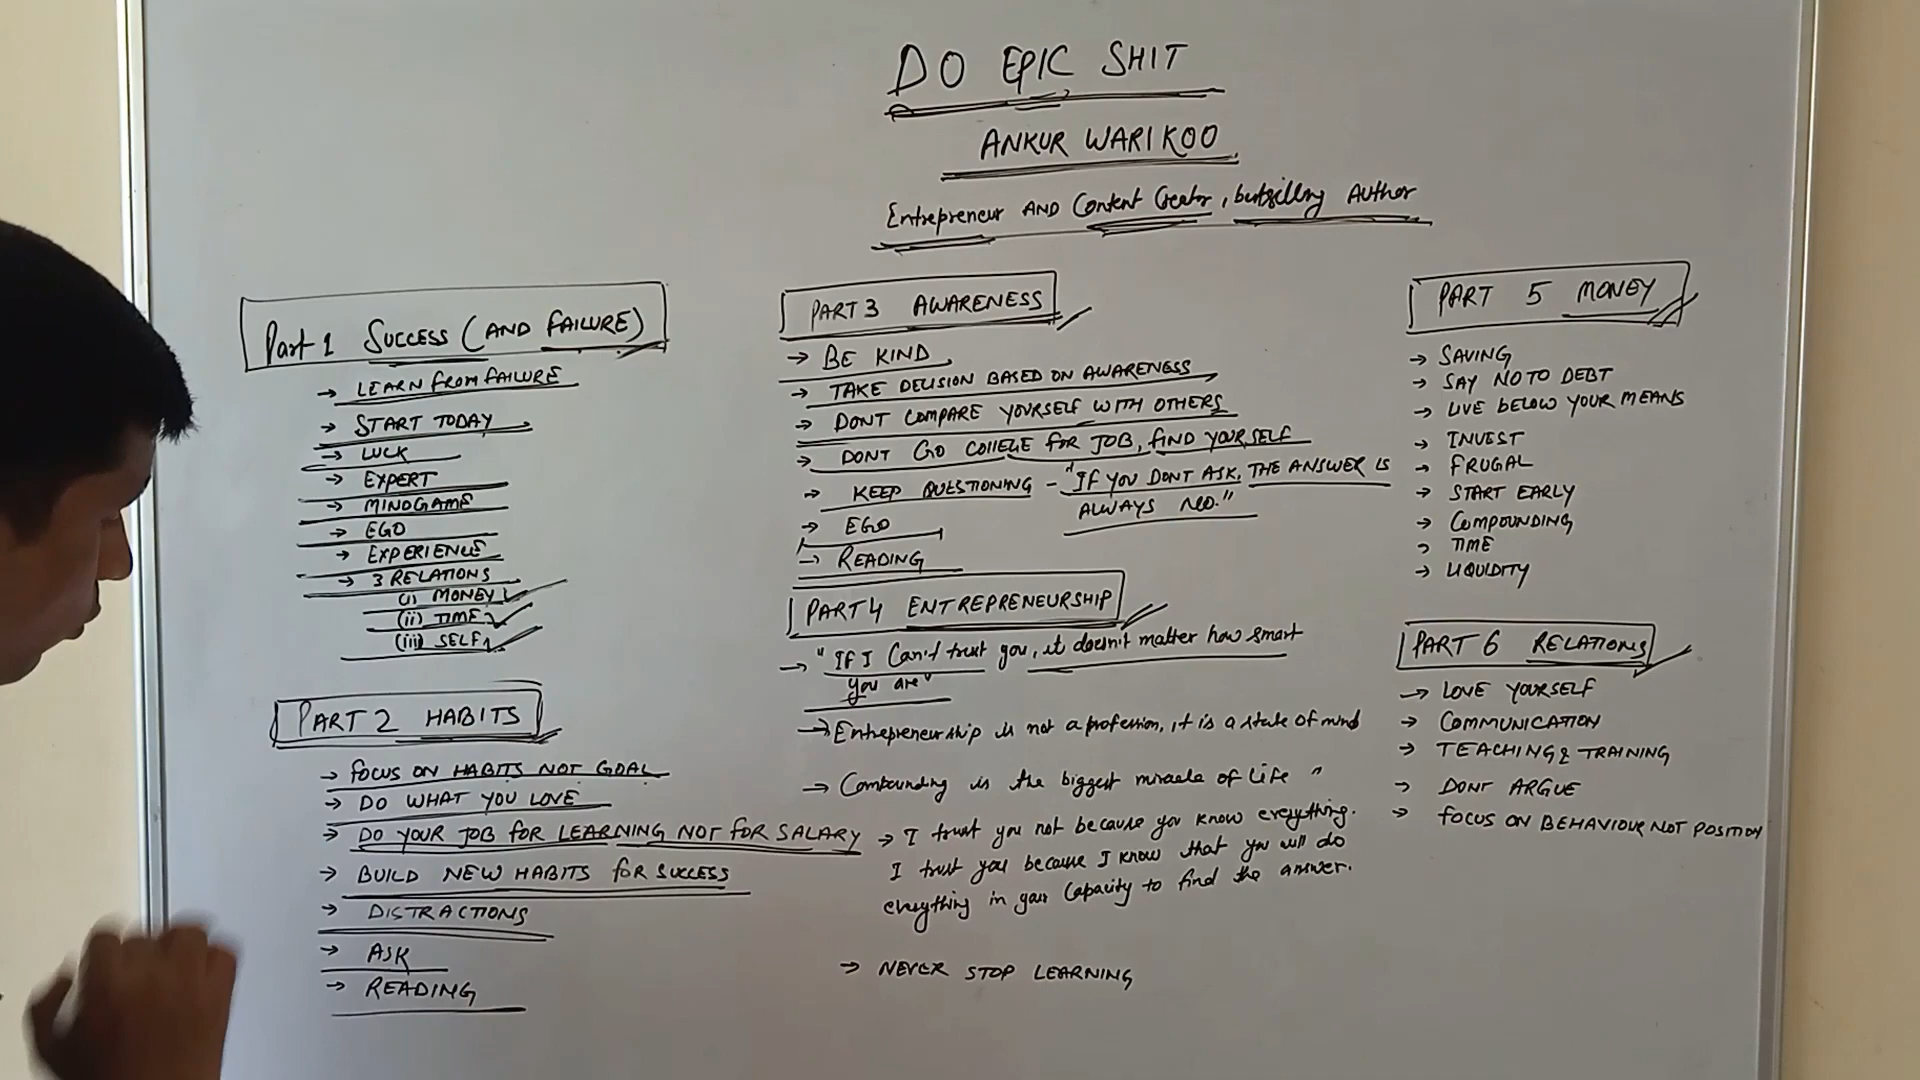 DO EPIC SHIT
ANKUR WARIKOO
Entrepreneur AND Content Creator, bestselling Author
Part 1 SUCCESS (AND FAILURE)
→ LEARN FROM FAILURE
→ START TODAY
→ LUCK
→ EXPERT
→ MINDGAME
→ EGO
→ EXPERIENCE
→ 3 RELATIONS
(i) MONEY
(ii) TIME
(iii) SELF
PART 2 HABITS
→ FOCUS ON HABITS NOT GOAL
→ DO WHAT YOU LOVE
→ DO YOUR JOB FOR LEARNING NOT FOR SALARY
→ BUILD NEW HABITS FOR SUCCESS
→ DISTRACTIONS
→ ASK
→ READING
PART 3 AWARENESS
→ BE KIND
→ TAKE DECISION BASED ON AWARENESS
→ DONT COMPARE YOURSELF WITH OTHERS
→ DONT GO COLLEGE FOR JOB, FIND YOURSELF
→ KEEP QUESTIONING - "IF YOU DONT ASK, THE ANSWER IS
ALWAYS NO."
→ EGO
→ READING
PART 4 ENTREPRENEURSHIP
→ "If I Can't trust you, it doesn't matter how smart
you are"
→ Entrepreneurship is not a profession, it is a state of mind
→ Compounding is the biggest miracle of Life "
→ I trust you not because you know everything.
I trust you because I know that you will do
everything in your Capacity to find the answer.
→ NEVER STOP LEARNING
PART 5 MONEY
→ SAVING
→ SAY NO TO DEBT
→ LIVE BELOW YOUR MEANS
→ INVEST
→ FRUGAL
→ START EARLY
→ COMPOUNDING
→ TIME
→ LIQUIDITY
PART 6 RELATIONS
→ LOVE YOURSELF
→ COMMUNICATION
→ TEACHING & TRAINING
→ DONT ARGUE
→ FOCUS ON BEHAVIOUR NOT POSITION